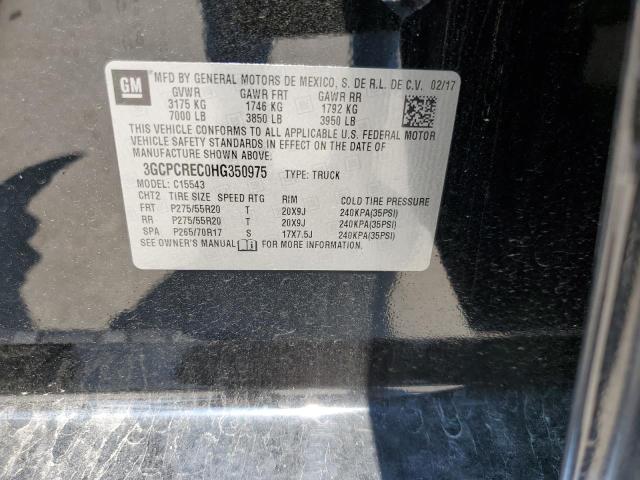 GM
MFD BY GENERAL MOTORS DE MEXICO, S. DE R.L. DE C.V. 02/17
GVWR GAWR FRT GAWR RR
3175 KG 1746 KG 1792 KG
7000 LB 3850 LB 3950 LB
THIS VEHICLE CONFORMS TO ALL APPLICABLE U.S. FEDERAL MOTOR
VEHICLE SAFETY STANDARDS IN EFFECT ON THE DATE OF
MANUFACTURE SHOWN ABOVE.
3GCPCREC0HG350975 TYPE: TRUCK
MODEL: C15543
CHT2 TIRE SIZE SPEED RTG RIM COLD TIRE PRESSURE
FRT P275/55R20 T 20X9J 240KPA(35PSI)
RR P275/55R20 T 20X9J 240KPA(35PSI)
SPA P265/70R17 S 17X7.5J 240KPA(35PSI)
SEE OWNER'S MANUAL FOR MORE INFORMATION.